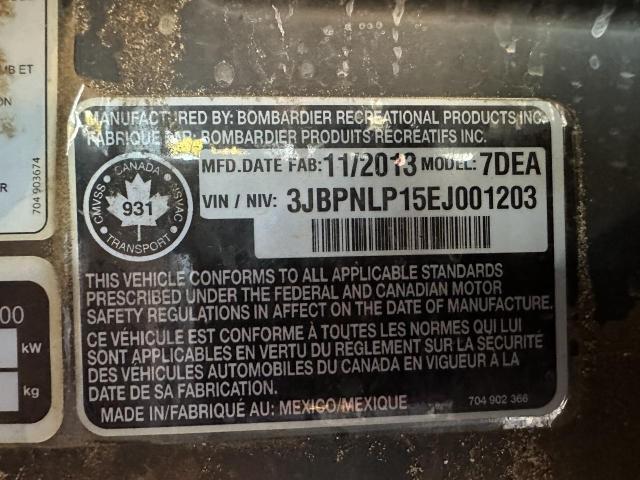 MB ET
ION
R
704 903674
00
kW
kg
MANUFACTURED BY: BOMBARDIER RECREATIONAL PRODUCTS INC.
FABRIQUÉ PAR: BOMBARDIER PRODUITS RÉCRÉATIFS INC.
CANADA
CMVSS
NSVAC
931
TRANSPORT
MFD.DATE FAB: 11/2013 MODEL: 7DEA
VIN / NIV: 3JBPNLP15EJ001203
THIS VEHICLE CONFORMS TO ALL APPLICABLE STANDARDS
PRESCRIBED UNDER THE FEDERAL AND CANADIAN MOTOR
SAFETY REGULATIONS IN AFFECT ON THE DATE OF MANUFACTURE.
CE VÉHICULE EST CONFORME À TOUTES LES NORMES QUI LUI
SONT APPLICABLES EN VERTU DU RÈGLEMENT SUR LA SÉCURITÉ
DES VÉHICULES AUTOMOBILES DU CANADA EN VIGUEUR À LA
DATE DE SA FABRICATION.
MADE IN/FABRIQUÉ AU: MEXICO/MEXIQUE
704 902 366